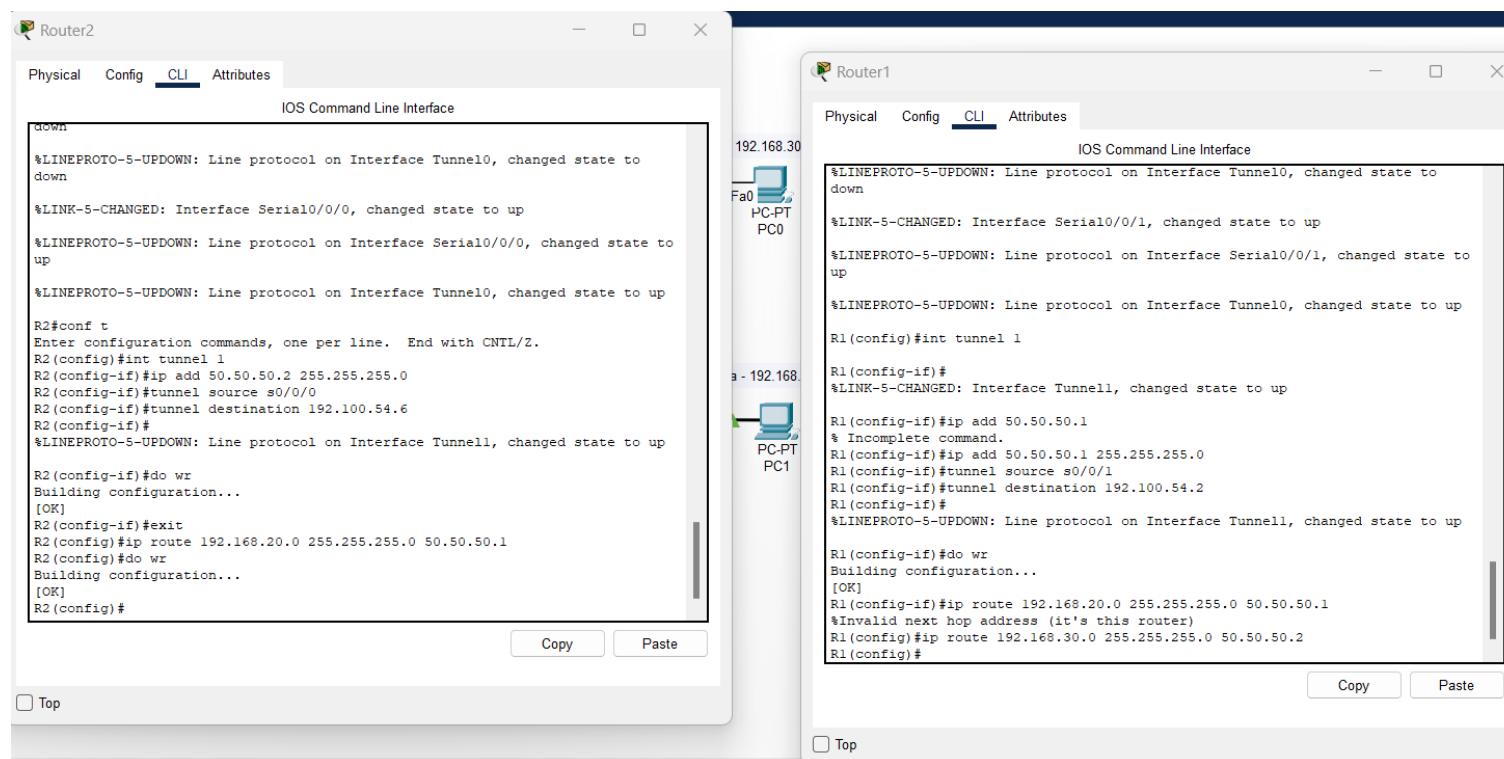 Router2
Physical Config CLI Attributes
IOS Command Line Interface
down
%LINEPROTO-5-UPDOWN: Line protocol on Interface Tunnel0, changed state to
down
%LINK-5-CHANGED: Interface Serial0/0/0, changed state to up
%LINEPROTO-5-UPDOWN: Line protocol on Interface Serial0/0/0, changed state to
up
%LINEPROTO-5-UPDOWN: Line protocol on Interface Tunnel0, changed state to up
R2#conf t
Enter configuration commands, one per line. End with CNTL/Z.
R2(config)#int tunnel 1
R2(config-if)#ip add 50.50.50.2 255.255.255.0
R2(config-if)#tunnel source s0/0/0
R2(config-if)#tunnel destination 192.100.54.6
R2(config-if)#
%LINEPROTO-5-UPDOWN: Line protocol on Interface Tunnel1, changed state to up
R2(config-if)#do wr
Building configuration...
[OK]
R2(config-if)#exit
R2(config)#ip route 192.168.20.0 255.255.255.0 50.50.50.1
R2(config)#do wr
Building configuration...
[OK]
R2(config)#
Copy Paste
Top
192.168.30
Fa0
PC-PT
PC0
a - 192.168.
PC-PT
PC1
Router1
Physical Config CLI Attributes
IOS Command Line Interface
%LINEPROTO-5-UPDOWN: Line protocol on Interface Tunnel0, changed state to
down
%LINK-5-CHANGED: Interface Serial0/0/1, changed state to up
%LINEPROTO-5-UPDOWN: Line protocol on Interface Serial0/0/1, changed state to
up
%LINEPROTO-5-UPDOWN: Line protocol on Interface Tunnel0, changed state to up
R1(config)#int tunnel 1
R1(config-if)#
%LINK-5-CHANGED: Interface Tunnel1, changed state to up
R1(config-if)#ip add 50.50.50.1
% Incomplete command.
R1(config-if)#ip add 50.50.50.1 255.255.255.0
R1(config-if)#tunnel source s0/0/1
R1(config-if)#tunnel destination 192.100.54.2
R1(config-if)#
%LINEPROTO-5-UPDOWN: Line protocol on Interface Tunnel1, changed state to up
R1(config-if)#do wr
Building configuration...
[OK]
R1(config-if)#ip route 192.168.20.0 255.255.255.0 50.50.50.1
%Invalid next hop address (it's this router)
R1(config)#ip route 192.168.30.0 255.255.255.0 50.50.50.2
R1(config)#
Copy Paste
Top